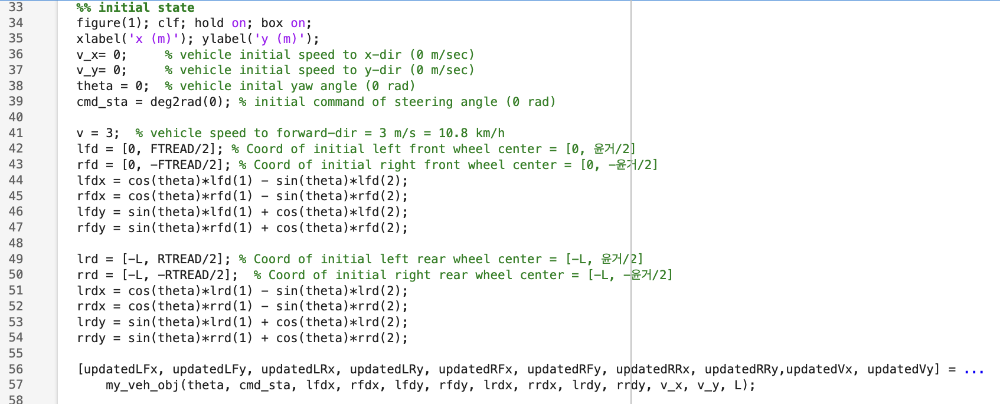 33 %% initial state
34 figure(1); clf; hold on; box on;
35 xlabel('x (m)'); ylabel('y (m)');
36 v_x= 0;     % vehicle initial speed to x-dir (0 m/sec)
37 v_y= 0;     % vehicle initial speed to y-dir (0 m/sec)
38 theta = 0;  % vehicle inital yaw angle (0 rad)
39 cmd_sta = deg2rad(0); % initial command of steering angle (0 rad)
40
41 v = 3;  % vehicle speed to forward-dir = 3 m/s = 10.8 km/h
42 lfd = [0, FTREAD/2]; % Coord of initial left front wheel center = [0, 윤거/2]
43 rfd = [0, -FTREAD/2]; % Coord of initial right front wheel center = [0, -윤거/2]
44 lfdx = cos(theta)*lfd(1) - sin(theta)*lfd(2);
45 rfdx = cos(theta)*rfd(1) - sin(theta)*rfd(2);
46 lfdy = sin(theta)*lfd(1) + cos(theta)*lfd(2);
47 rfdy = sin(theta)*rfd(1) + cos(theta)*rfd(2);
48
49 lrd = [-L, RTREAD/2]; % Coord of initial left rear wheel center = [-L, 윤거/2]
50 rrd = [-L, -RTREAD/2];  % Coord of initial right rear wheel center = [-L, -윤거/2]
51 lrdx = cos(theta)*lrd(1) - sin(theta)*lrd(2);
52 rrdx = cos(theta)*rrd(1) - sin(theta)*rrd(2);
53 lrdy = sin(theta)*lrd(1) + cos(theta)*lrd(2);
54 rrdy = sin(theta)*rrd(1) + cos(theta)*rrd(2);
55
56 [updatedLFx, updatedLFy, updatedLRx, updatedLRy, updatedRFx, updatedRFy, updatedRRx, updatedRRy,updatedVx, updatedVy] = ...
57     my_veh_obj(theta, cmd_sta, lfdx, rfdx, lfdy, rfdy, lrdx, rrdx, lrdy, rrdy, v_x, v_y, L);
58